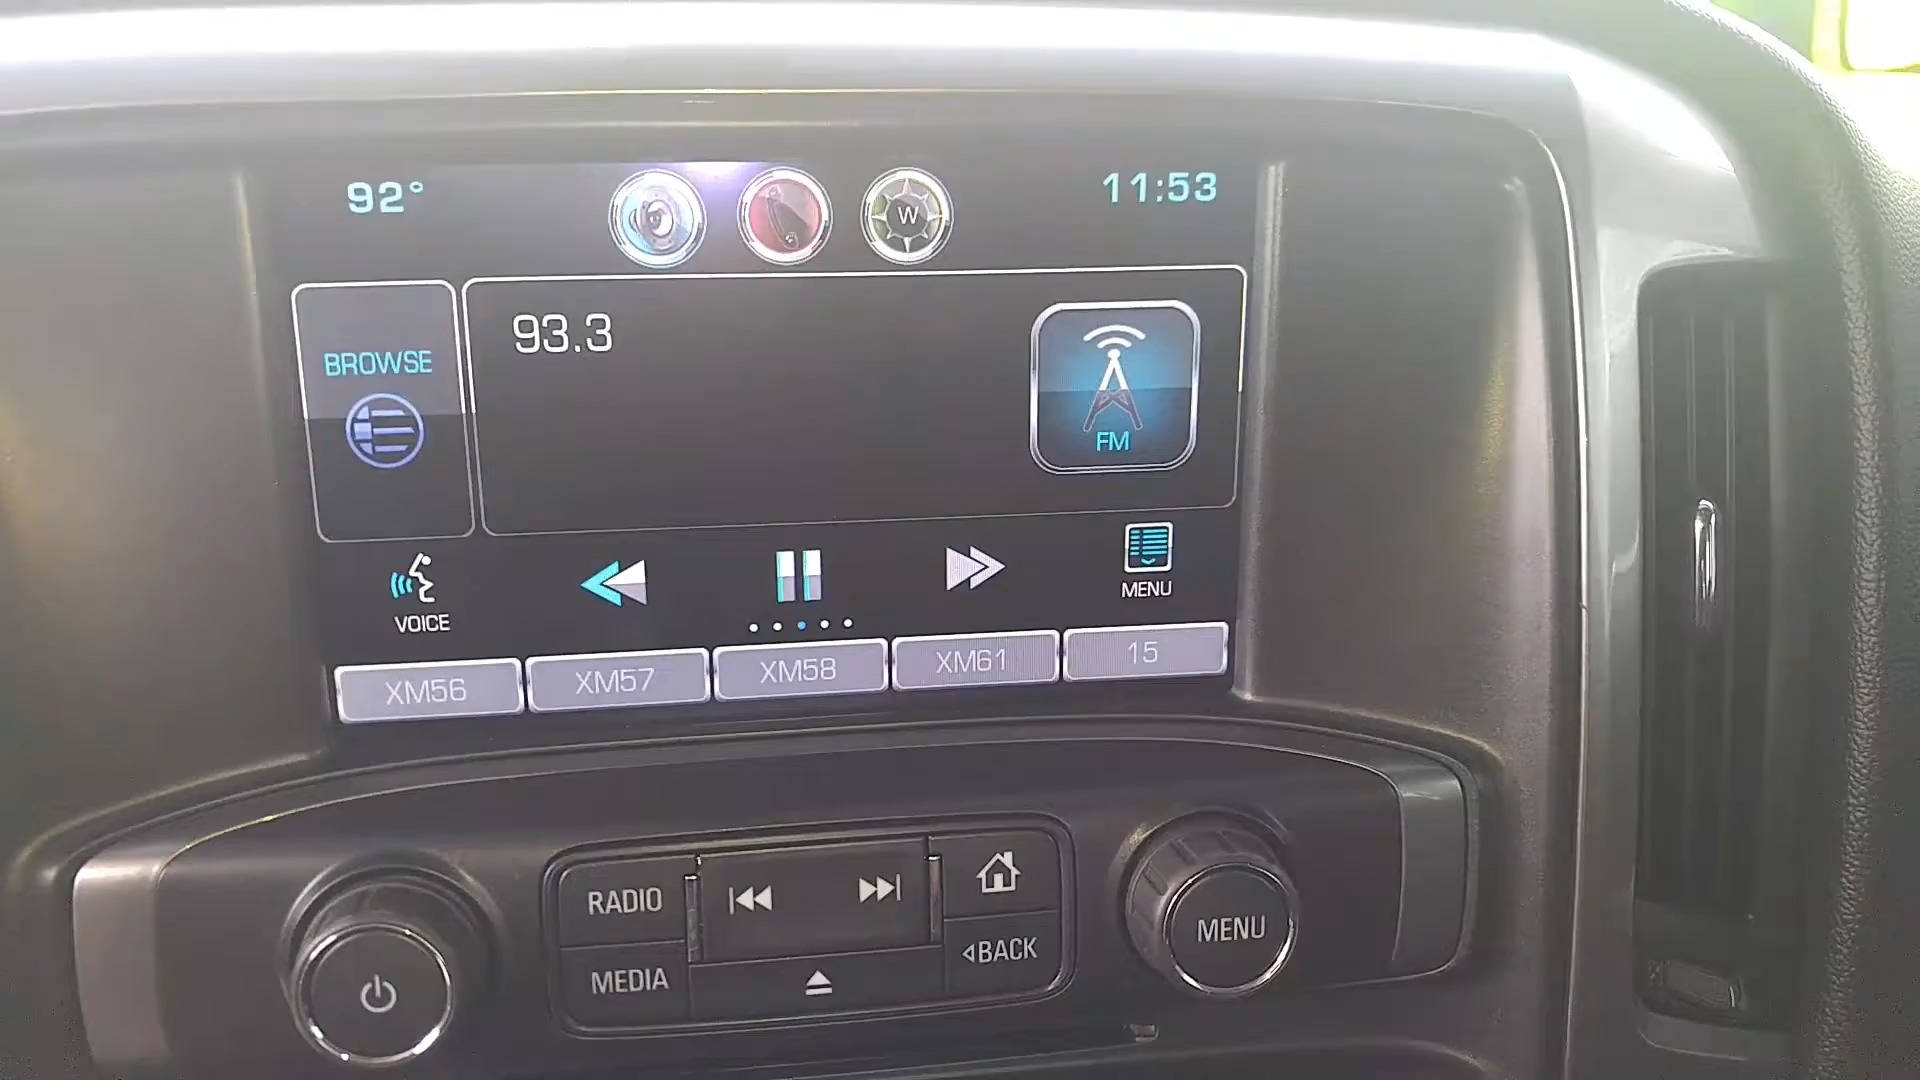 92°
W
11:53
BROWSE
93.3
FM
VOICE
MENU
XM56
XM57
XM58
XM61
15
RADIO
MEDIA
BACK
MENU